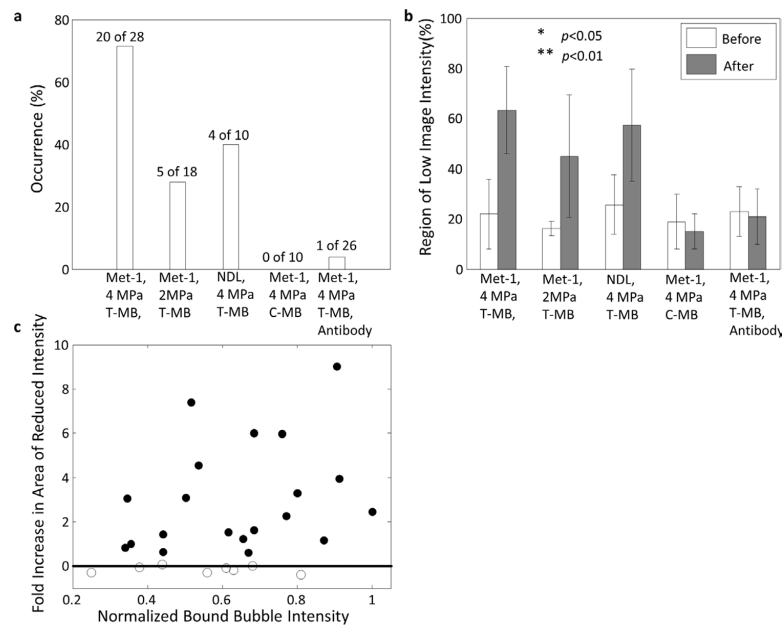 a
Occurrence (%)
80
60
40
20
0
20 of 28
5 of 18
4 of 10
0 of 10
1 of 26
Met-1,
4 MPa
T-MB,
Met-1,
2MPa
T-MB
NDL,
4 MPa
T-MB
Met-1,
4 MPa
C-MB
Met-1,
4 MPa
T-MB,
Antibody
b
Region of Low Image Intensity(%)
100
80
60
40
20
0
* p<0.05
** p<0.01
Before
After
Met-1,
4 MPa
T-MB,
Met-1,
2MPa
T-MB
NDL,
4 MPa
T-MB
Met-1,
4 MPa
C-MB
Met-1,
4 MPa
T-MB,
Antibody
c
Fold Increase in Area of Reduced Intensity
10
8
6
4
2
0
0.2
0.4
0.6
0.8
1
Normalized Bound Bubble Intensity